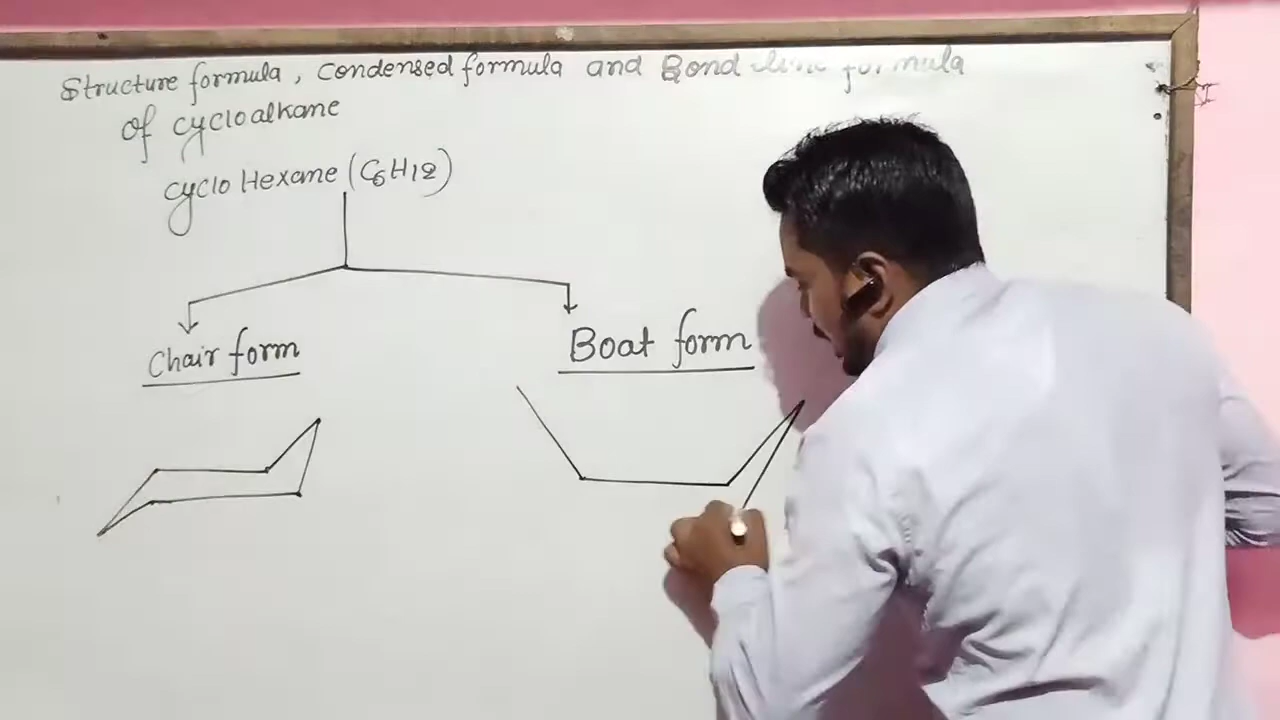 Structure formula, Condensed formula and Bond line formula
of cycloalkane
cyclo Hexane (C6H12)
Chair form
Boat form